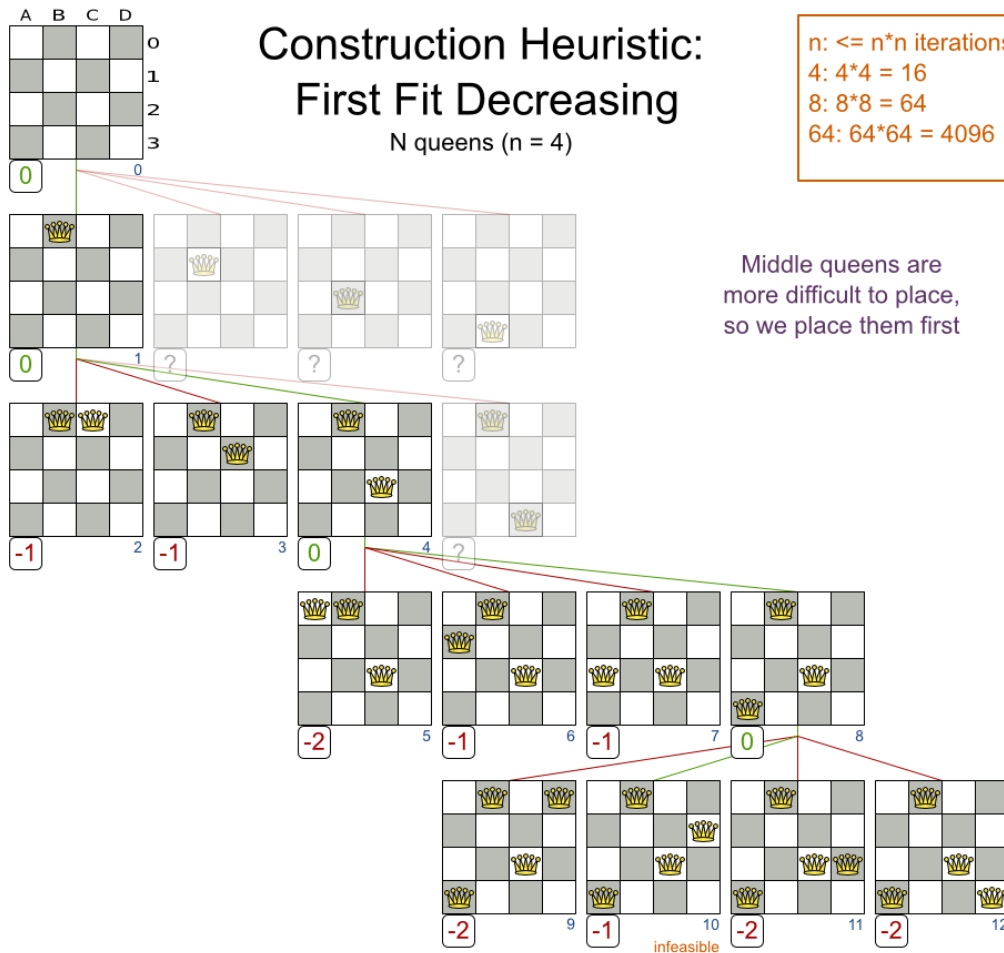 A B C D
0
1
2
3
Construction Heuristic:
First Fit Decreasing
N queens (n = 4)
n: <= n*n iterations
4: 4*4 = 16
8: 8*8 = 64
64: 64*64 = 4096
0
0
Middle queens are
more difficult to place,
so we place them first
0
1
?
?
?
-1
2
-1
3
0
4
?
-2
5
-1
6
-1
7
0
8
-2
9
-1
10
infeasible
-2
11
-2
12